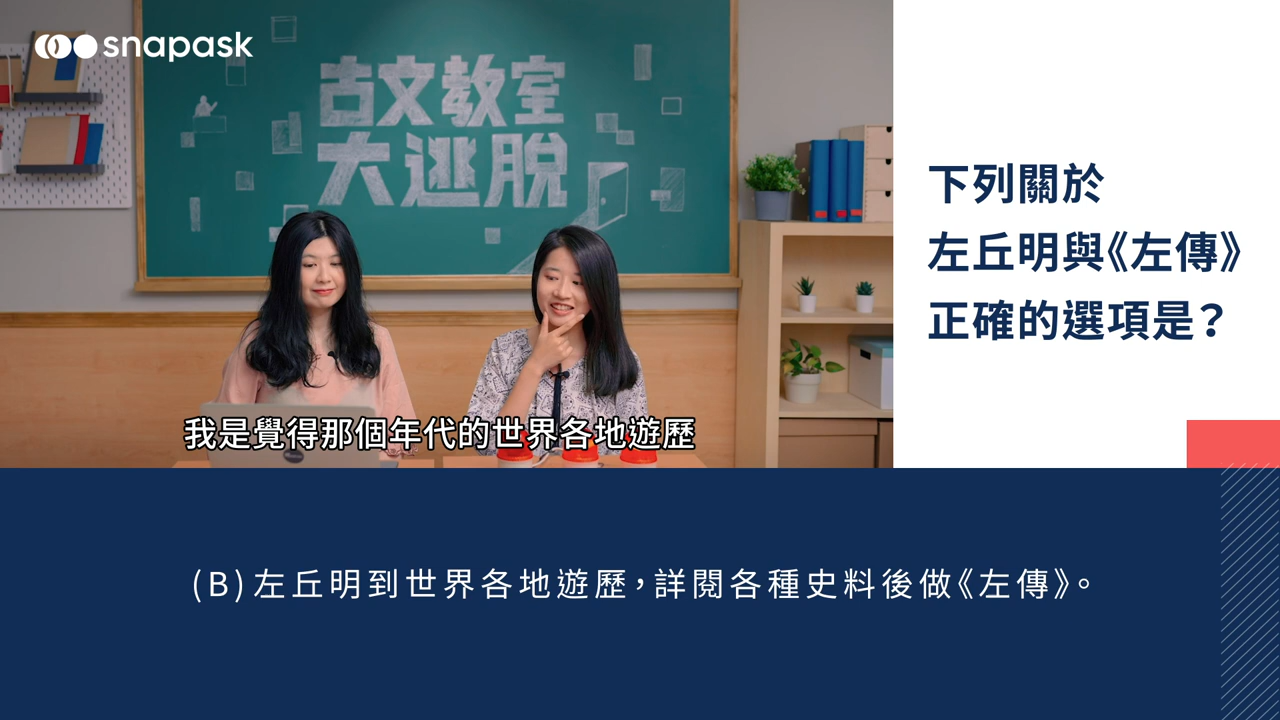 snapask
古文教室
大逃脫
下列關於
左丘明與《左傳》
正確的選項是？
我是覺得那個年代的世界各地遊歷
(B)左丘明到世界各地遊歷，詳閱各種史料後做《左傳》。